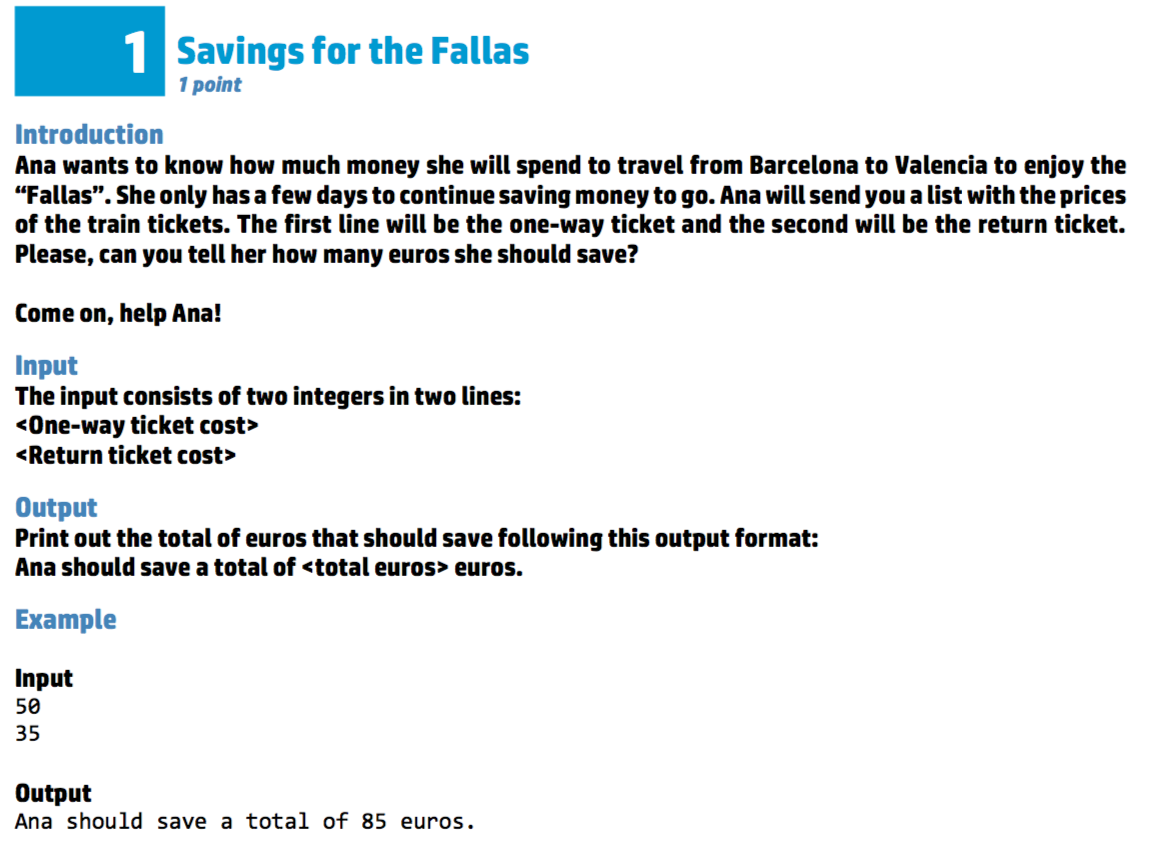 1
Savings for the Fallas
1 point
Introduction
Ana wants to know how much money she will spend to travel from Barcelona to Valencia to enjoy the
“Fallas”. She only has a few days to continue saving money to go. Ana will send you a list with the prices
of the train tickets. The first line will be the one-way ticket and the second will be the return ticket.
Please, can you tell her how many euros she should save?
Come on, help Ana!
Input
The input consists of two integers in two lines:
<One-way ticket cost>
<Return ticket cost>
Output
Print out the total of euros that should save following this output format:
Ana should save a total of <total euros> euros.
Example
Input
50
35
Output
Ana should save a total of 85 euros.